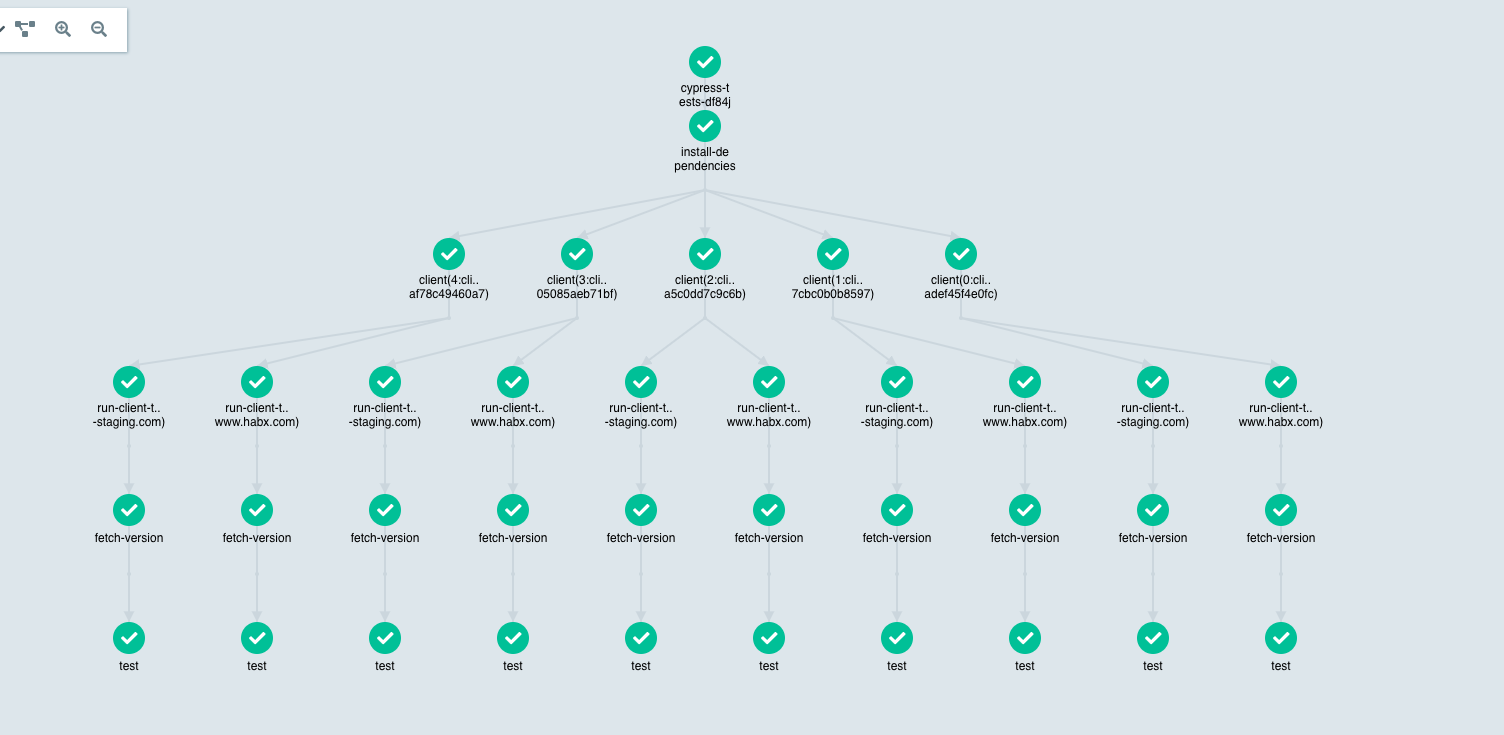 cypress-t
ests-df84j
install-de
pendencies
client(4:cli..
af78c49460a7)
client(3:cli..
05085aeb71bf)
client(2:cli..
a5c0dd7c9c6b)
client(1:cli..
7cbc0b0b8597)
client(0:cli..
adef45f4e0fc)
run-client-t..
-staging.com)
run-client-t..
www.habx.com)
run-client-t..
-staging.com)
run-client-t..
www.habx.com)
run-client-t..
-staging.com)
run-client-t..
www.habx.com)
run-client-t..
-staging.com)
run-client-t..
www.habx.com)
run-client-t..
-staging.com)
run-client-t..
www.habx.com)
fetch-version
fetch-version
fetch-version
fetch-version
fetch-version
fetch-version
fetch-version
fetch-version
fetch-version
fetch-version
test
test
test
test
test
test
test
test
test
test